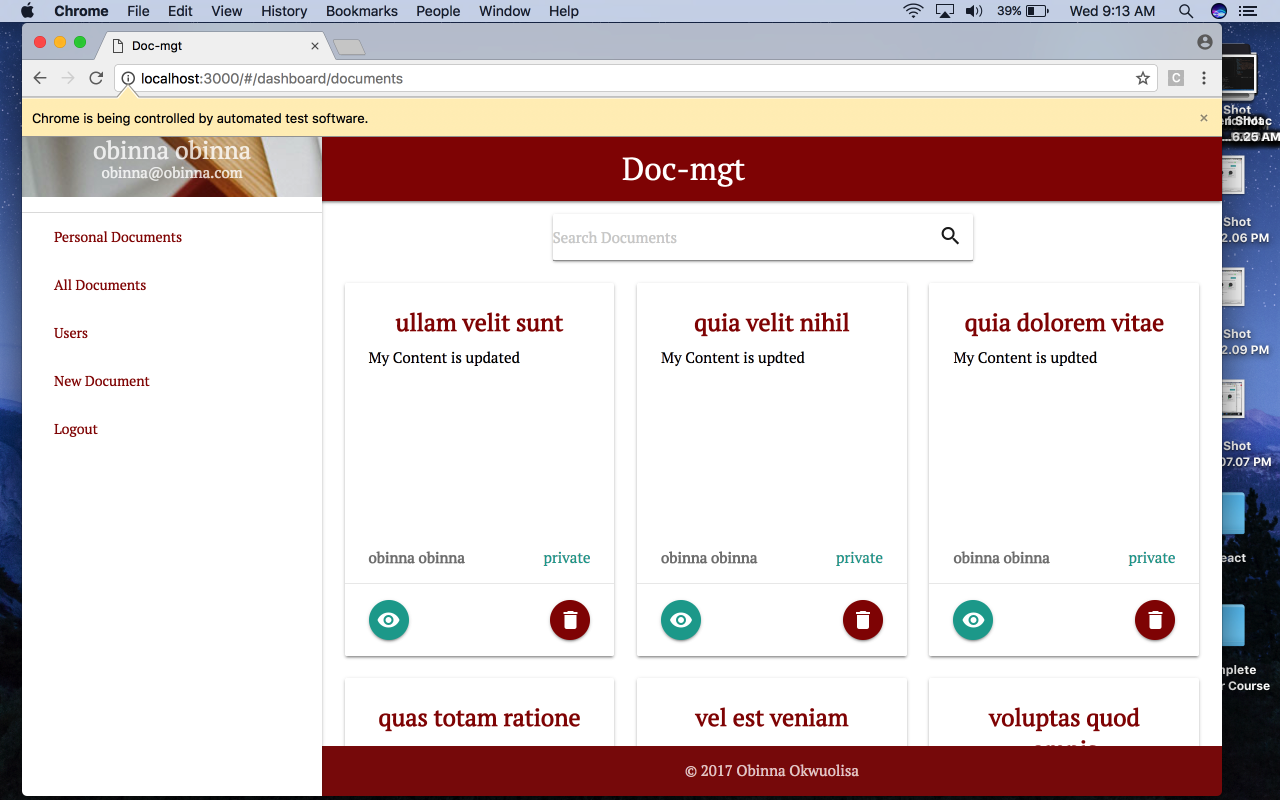 Chrome File Edit View History Bookmarks People Window Help 39% Wed 9:13 AM
Doc-mgt
localhost:3000/#/dashboard/documents
C
Chrome is being controlled by automated test software.
obinna obinna
obinna@obinna.com
Doc-mgt
Personal Documents
All Documents
Users
New Document
Logout
Search Documents
ullam velit sunt
My Content is updated
obinna obinna private
quia velit nihil
My Content is updted
obinna obinna private
quia dolorem vitae
My Content is updted
obinna obinna private
quas totam ratione
vel est veniam
voluptas quod
© 2017 Obinna Okwuolisa
Shot
6.25 AM
Shot
2.06 PM
Shot
2.09 PM
Shot
07.07 PM
eact
nplete
r Course